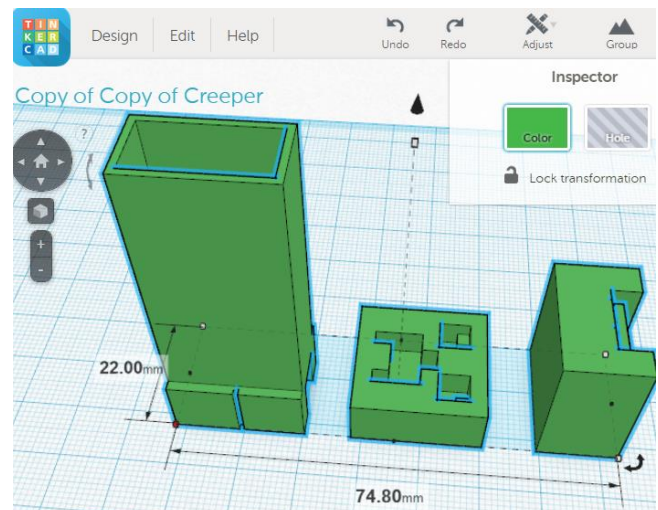 TIN
KER
CAD
Design
Edit
Help
Undo
Redo
Adjust
Group
Copy of Copy of Creeper
?
Inspector
Color
Hole
Lock transformation
+
-
22.00mm
74.80mm